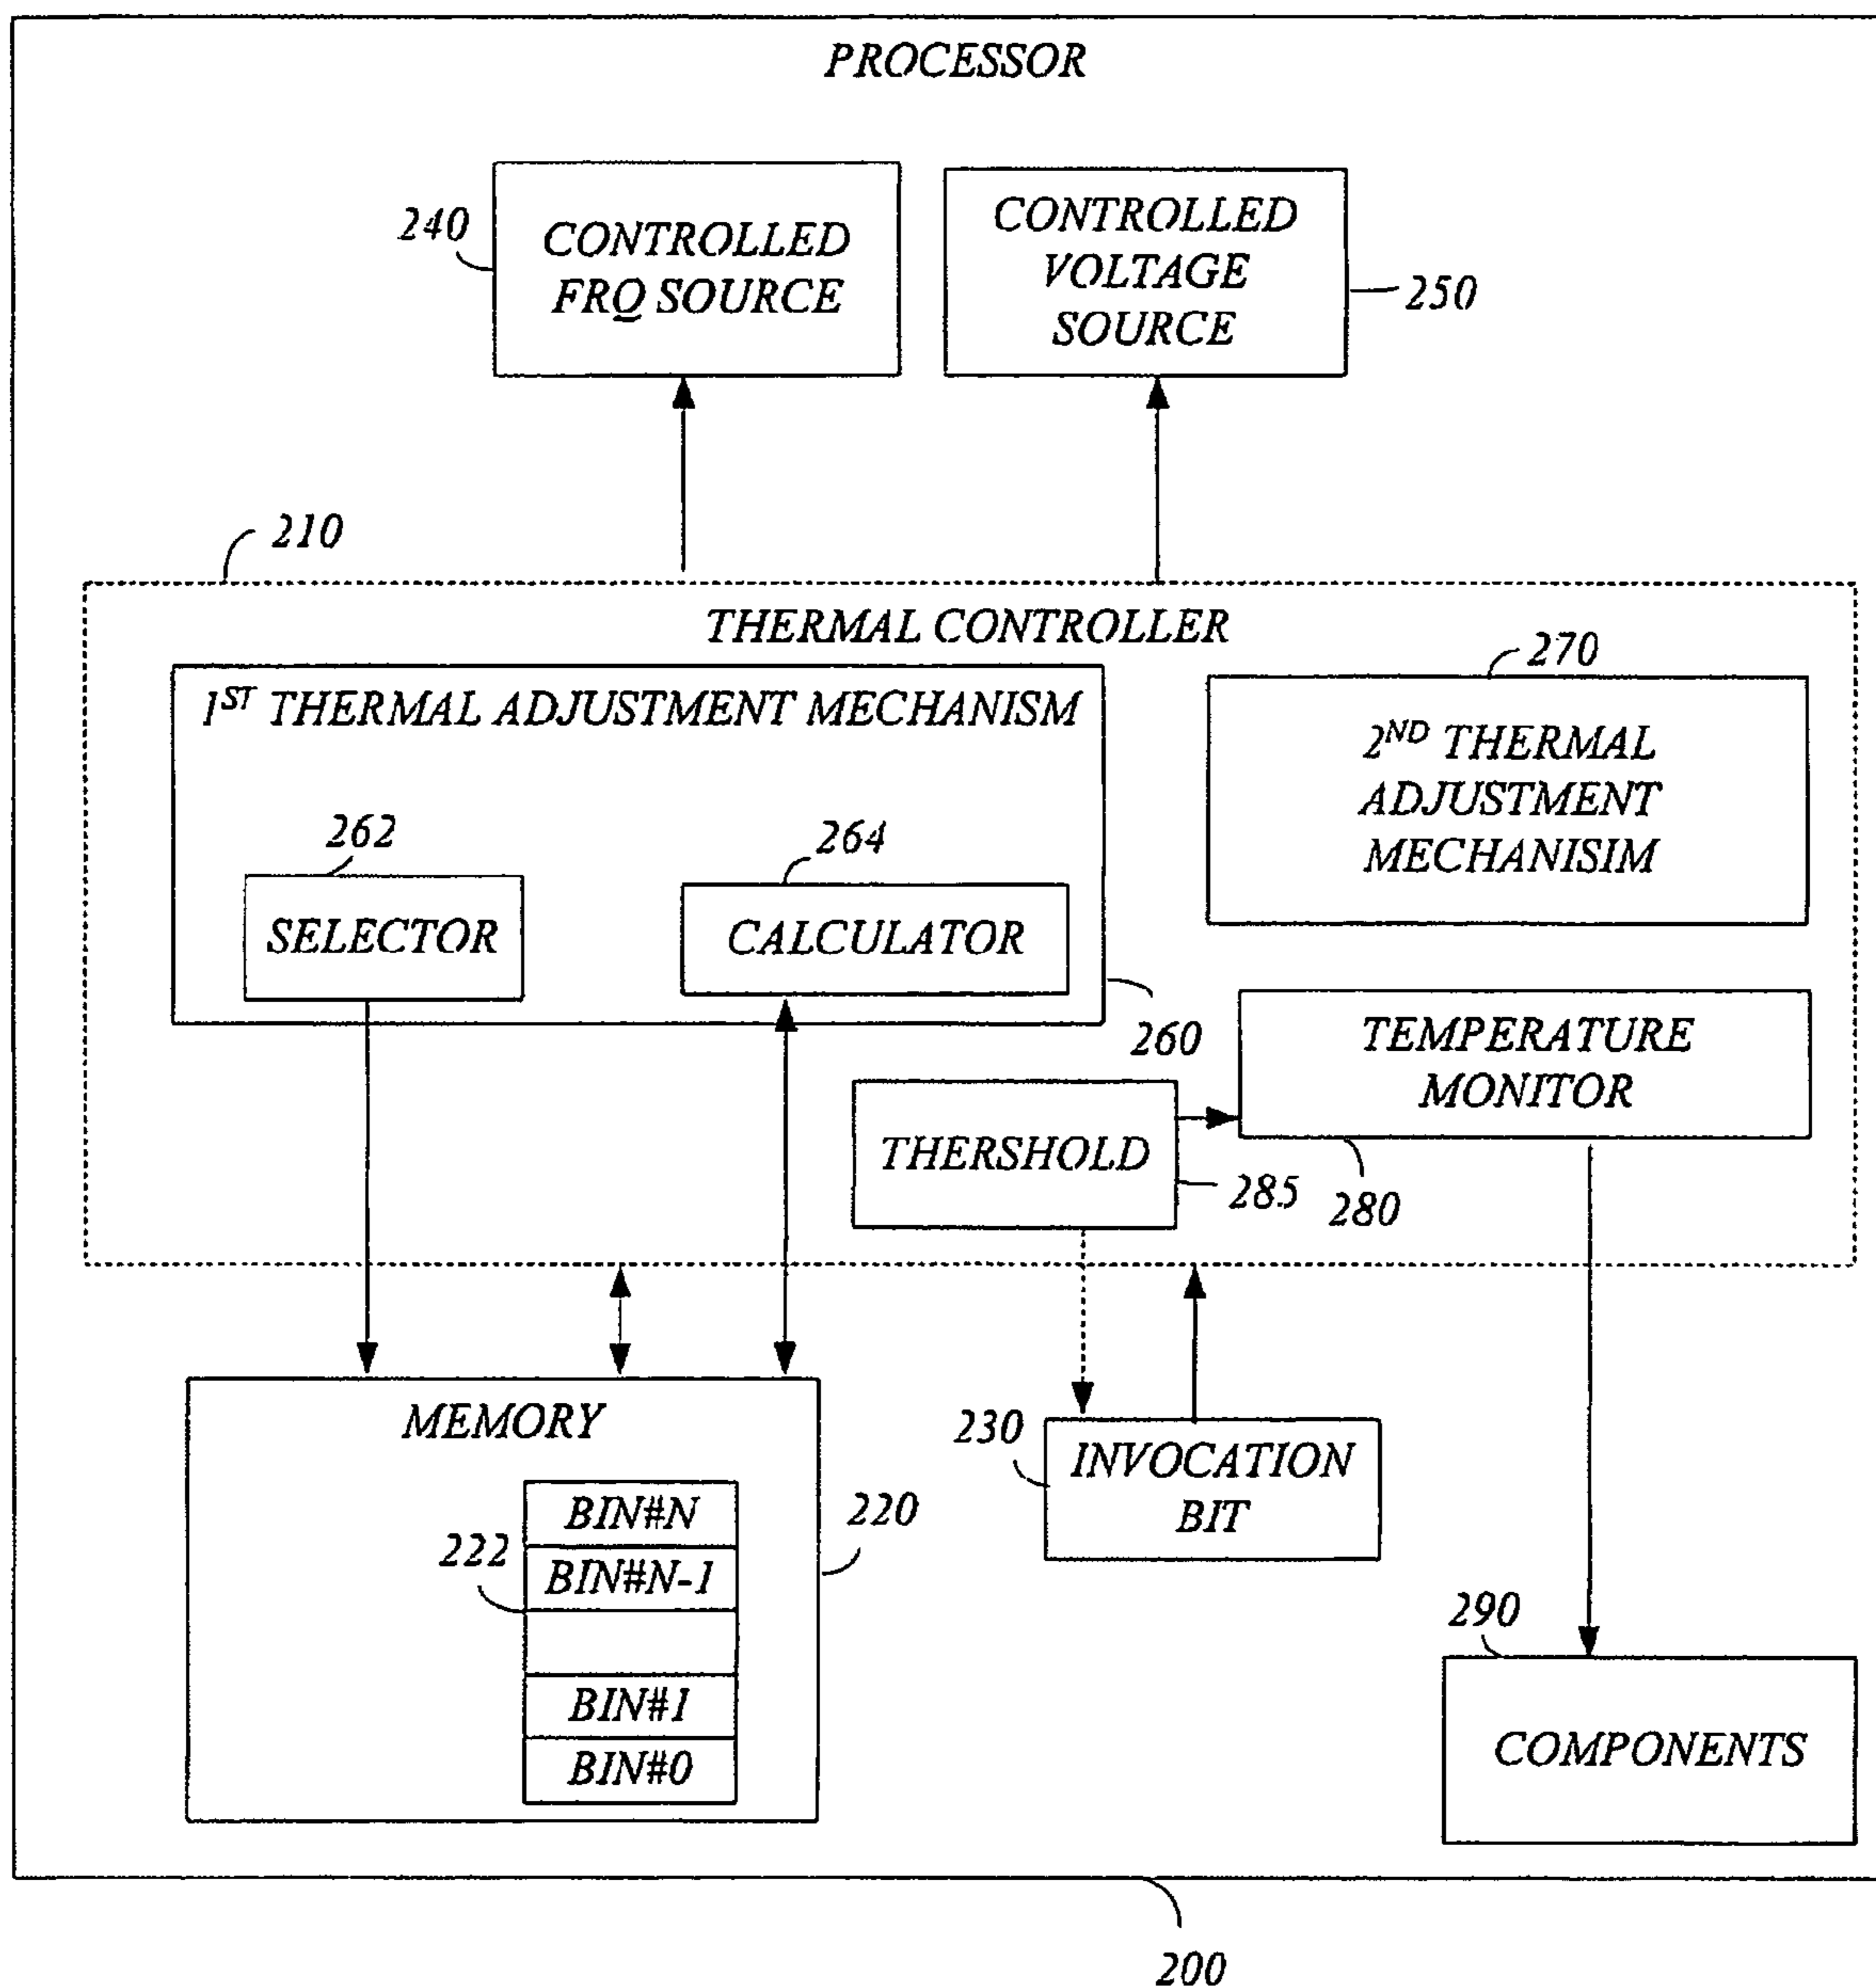 PROCESSOR
240
CONTROLLED
FRQ SOURCE
CONTROLLED
VOLTAGE
SOURCE
250
210
THERMAL CONTROLLER
1ST THERMAL ADJUSTMENT MECHANISM
262
SELECTOR
264
CALCULATOR
260
270
2ND THERMAL
ADJUSTMENT
MECHANISIM
TEMPERATURE
MONITOR
280
THERSHOLD
285
MEMORY
220
222
BIN#N
BIN#N-1
BIN#1
BIN#0
230
INVOCATION
BIT
290
COMPONENTS
200